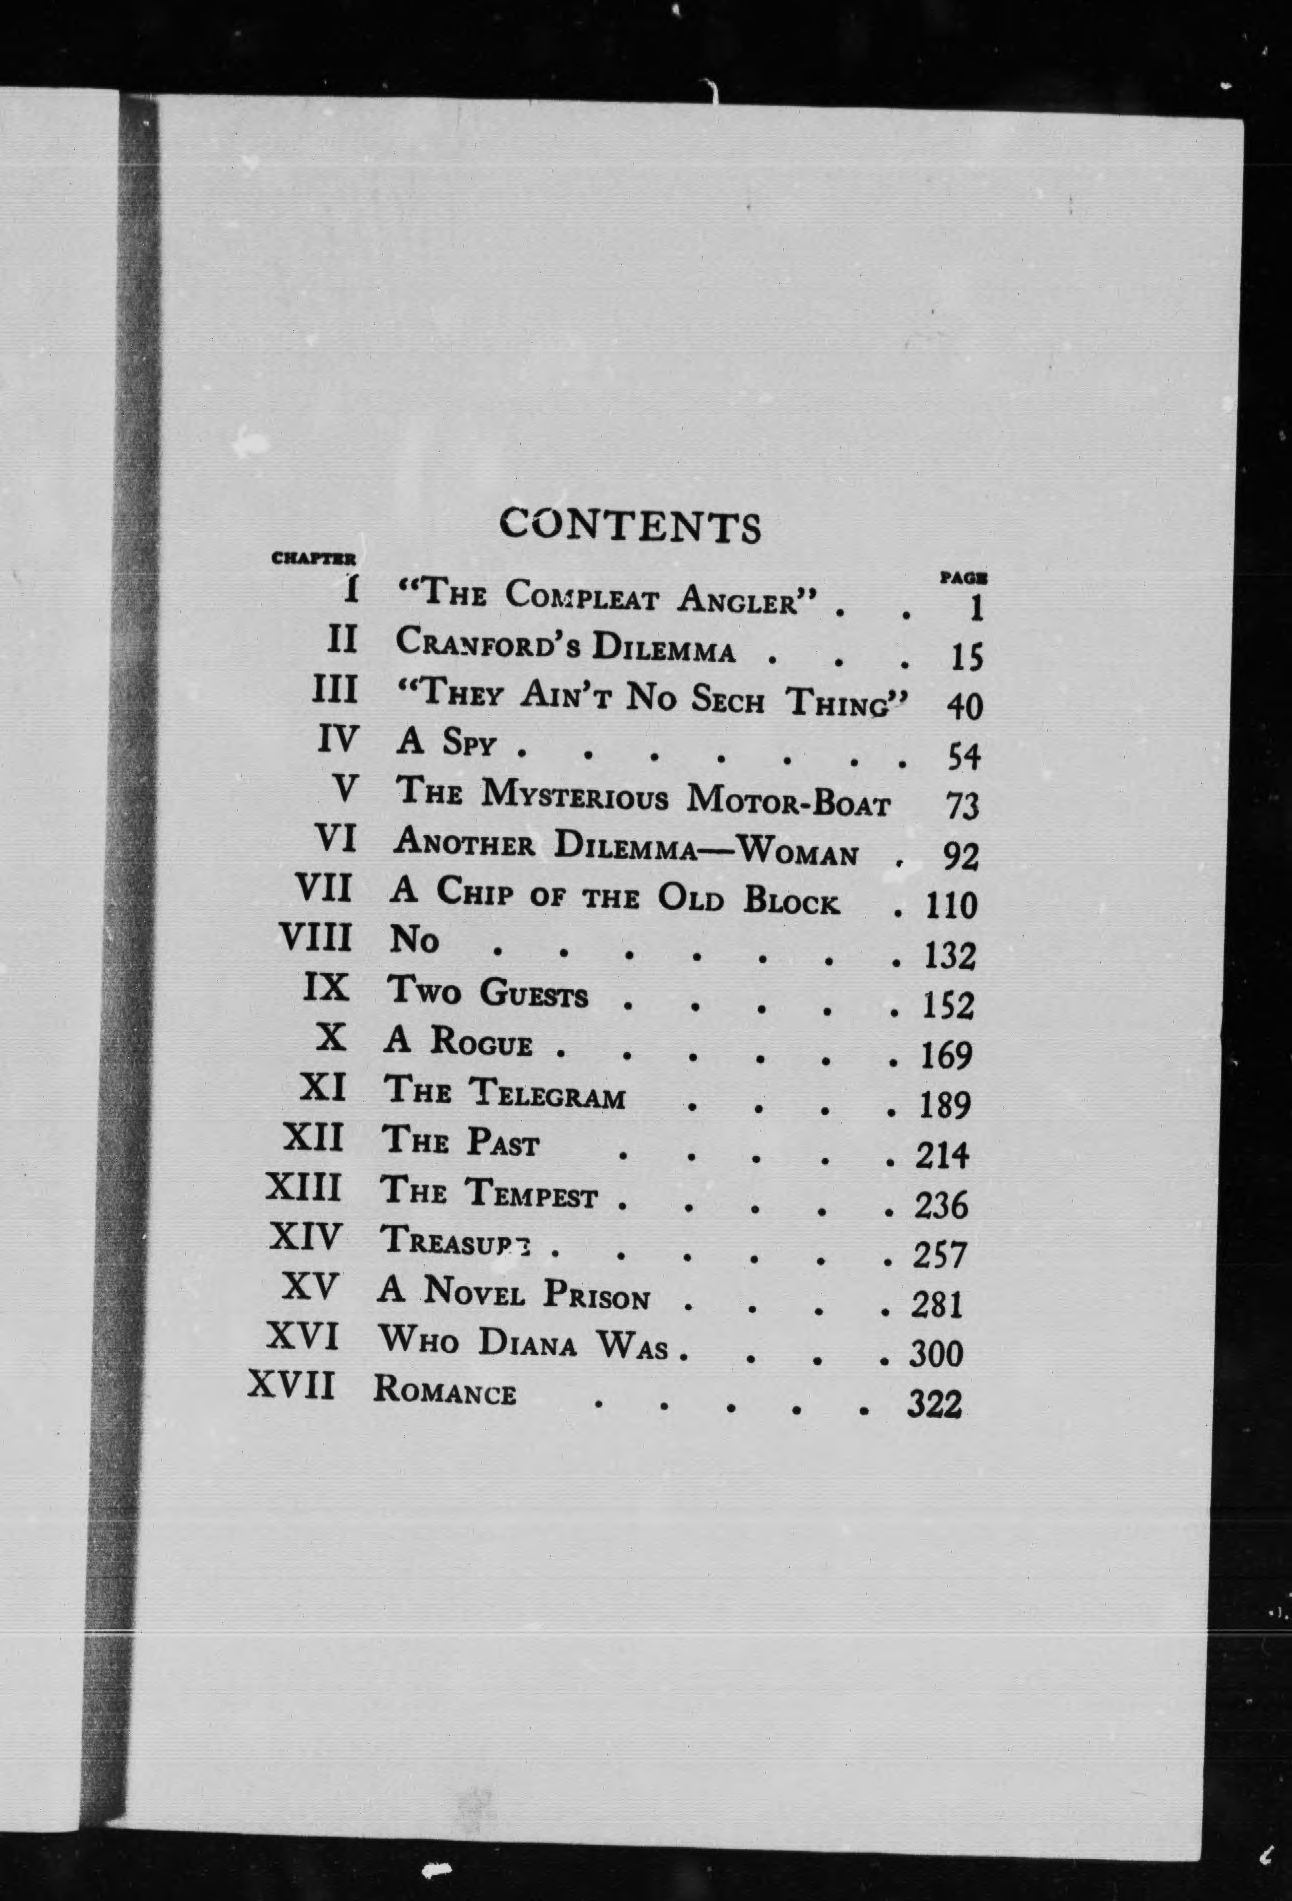 CONTENTS
CHAPTER PAGE
I "The Compleat Angler" . . 1
II Cranford's Dilemma . . . 15
III "They Ain't No Sech Thing" 40
IV A Spy . . . . . . . 54
V The Mysterious Motor-Boat 73
VI Another Dilemma—Woman . 92
VII A Chip of the Old Block . 110
VIII No . . . . . . . 132
IX Two Guests . . . . . 152
X A Rogue . . . . . . 169
XI The Telegram . . . . 189
XII The Past . . . . . 214
XIII The Tempest . . . . . 236
XIV Treasure . . . . . . 257
XV A Novel Prison . . . . 281
XVI Who Diana Was . . . . 300
XVII Romance . . . . . 322